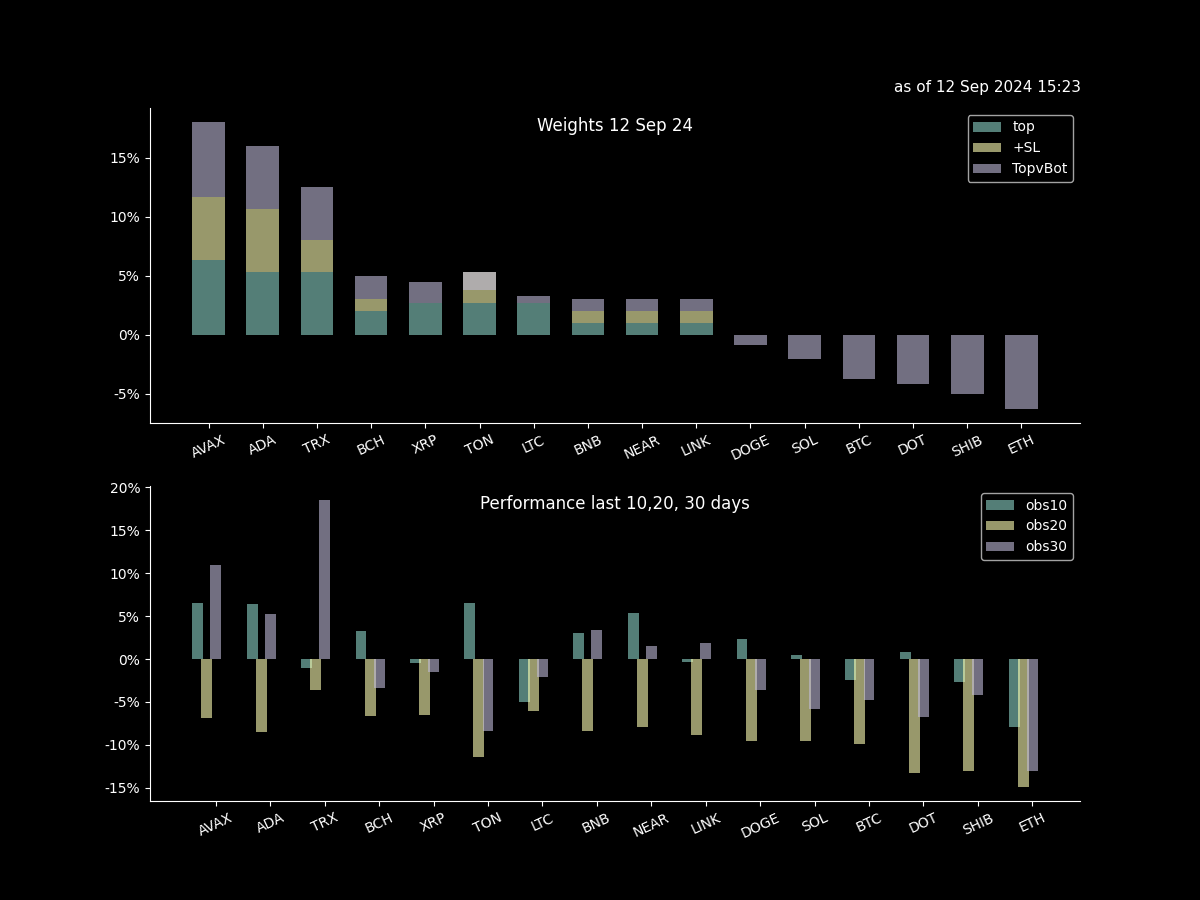 as of 12 Sep 2024 15:23
Weights 12 Sep 24
top
+SL
TopvBot
15%
10%
5%
0%
-5%
AVAX ADA TRX BCH XRP TON LTC BNB NEAR LINK DOGE SOL BTC DOT SHIB ETH
Performance last 10,20, 30 days
obs10
obs20
obs30
20%
15%
10%
5%
0%
-5%
-10%
-15%
AVAX ADA TRX BCH XRP TON LTC BNB NEAR LINK DOGE SOL BTC DOT SHIB ETH